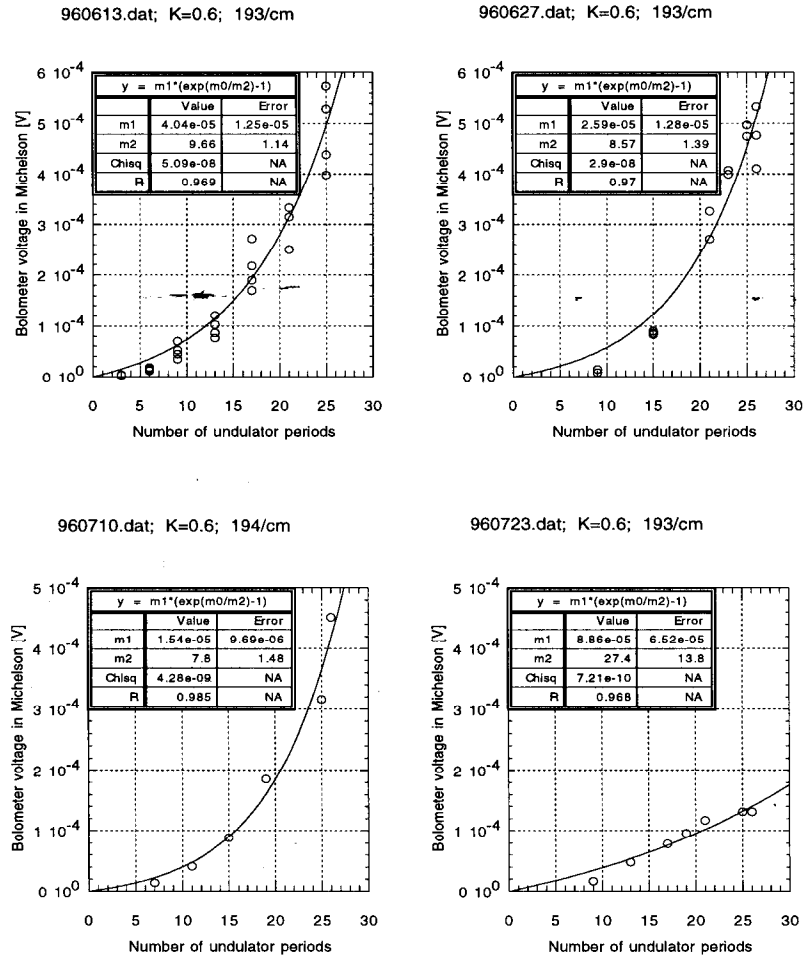 960613.dat; K=0.6; 193/cm
6 10-4
5 10-4
4 10-4
3 10-4
2 10-4
1 10-4
0 100
Bolometer voltage in Michelson [V]
y = m1*(exp(m0/m2)-1)
Value Error
m1 4.04e-05 1.25e-05
m2 9.66 1.14
Chisq 5.09e-08 NA
R 0.969 NA
0 5 10 15 20 25 30
Number of undulator periods
960627.dat; K=0.6; 193/cm
6 10-4
5 10-4
4 10-4
3 10-4
2 10-4
1 10-4
0 100
Bolometer voltage in Michelson [V]
y = m1*(exp(m0/m2)-1)
Value Error
m1 2.59e-05 1.28e-05
m2 8.57 1.39
Chisq 2.9e-08 NA
R 0.97 NA
0 5 10 15 20 25 30
Number of undulator periods
960710.dat; K=0.6; 194/cm
5 10-4
4 10-4
3 10-4
2 10-4
1 10-4
0 100
Bolometer voltage in Michelson [V]
y = m1*(exp(m0/m2)-1)
Value Error
m1 1.54e-05 9.69e-06
m2 7.8 1.48
Chisq 4.28e-09 NA
R 0.985 NA
0 5 10 15 20 25 30
Number of undulator periods
960723.dat; K=0.6; 193/cm
5 10-4
4 10-4
3 10-4
2 10-4
1 10-4
0 100
Bolometer voltage in Michelson [V]
y = m1*(exp(m0/m2)-1)
Value Error
m1 8.86e-05 6.52e-05
m2 27.4 13.8
Chisq 7.21e-10 NA
R 0.968 NA
0 5 10 15 20 25 30
Number of undulator periods